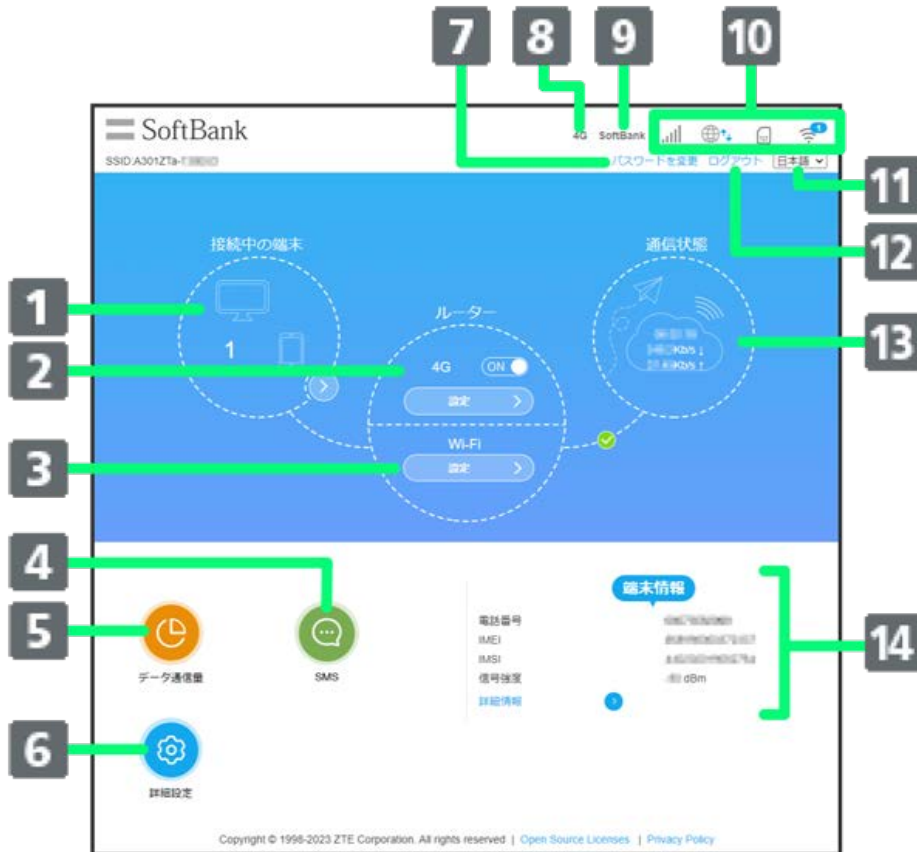 7 8 9 10
SoftBank
4G SoftBank
1
SSID:A301ZTa-
パスワードを変更 ログアウト 日本語
11
12
接続中の端末
通信状態
1
1
ルーター
2
4G ON
Kb/s ↓
Kb/s ↑
13
設定
Wi-Fi
3
設定
4
端末情報
5
電話番号
IMEI
IMSI
信号強度 dBm
詳細情報
14
データ通信量
SMS
6
詳細設定
Copyright © 1998-2023 ZTE Corporation. All rights reserved | Open Source Licenses | Privacy Policy